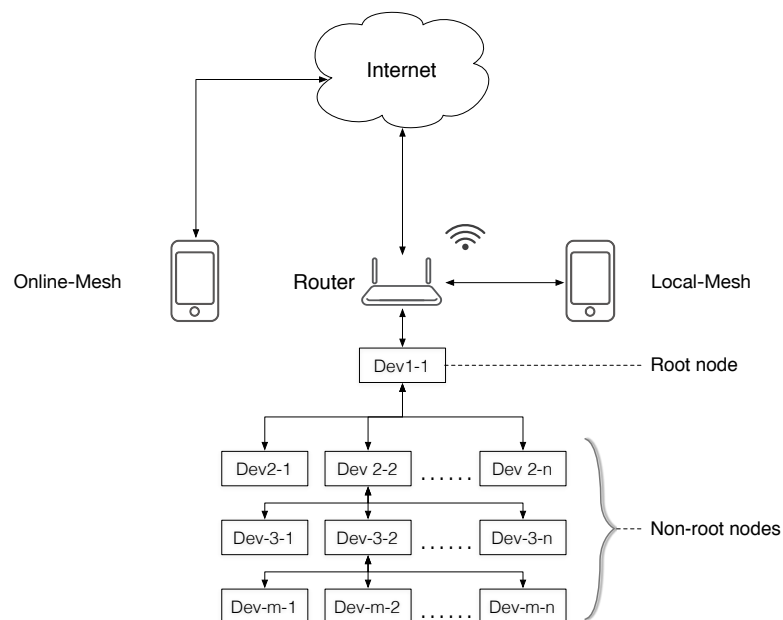 Internet
Online-Mesh
Router
Local-Mesh
Dev1-1
Root node
Dev2-1 Dev 2-2 ...... Dev 2-n
Dev-3-1 Dev-3-2 ...... Dev-3-n
Non-root nodes
Dev-m-1 Dev-m-2 ...... Dev-m-n